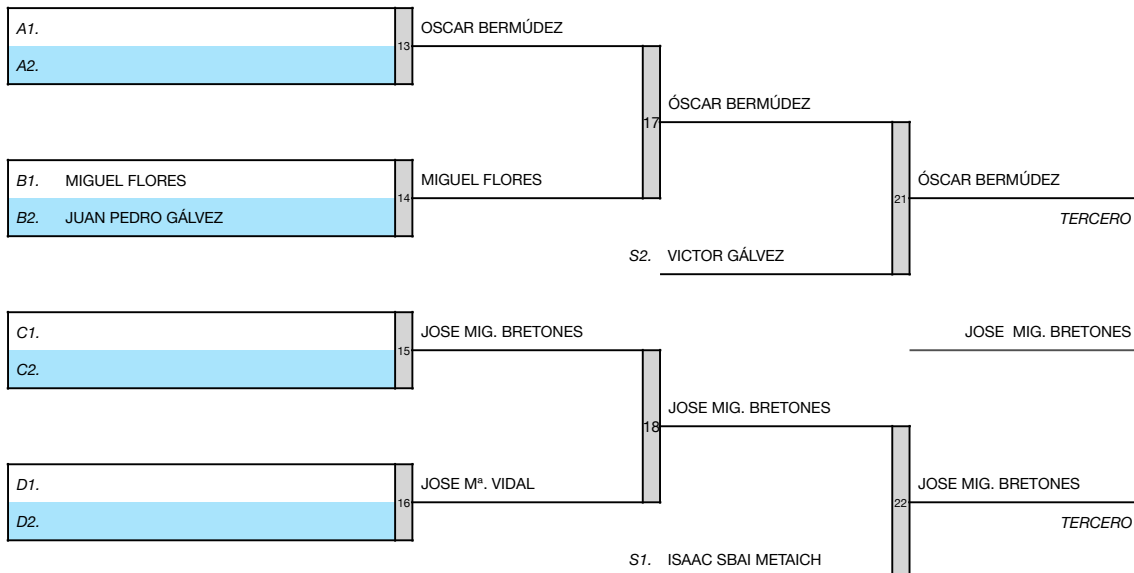 A1.
OSCAR BERMÚDEZ
13
A2.
ÓSCAR BERMÚDEZ
17
B1. MIGUEL FLORES
MIGUEL FLORES
ÓSCAR BERMÚDEZ
14
21
B2. JUAN PEDRO GÁLVEZ
TERCERO
S2. VICTOR GÁLVEZ
C1.
JOSE MIG. BRETONES
JOSE MIG. BRETONES
15
C2.
JOSE MIG. BRETONES
18
D1.
JOSE Mª. VIDAL
JOSE MIG. BRETONES
16
22
D2.
TERCERO
S1. ISAAC SBAI METAICH